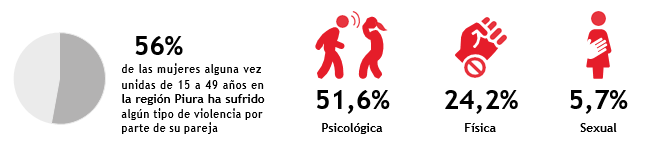 56%
de las mujeres alguna vez
unidas de 15 a 49 años en
la región Piura ha sufrido
algún tipo de violencia por
parte de su pareja
51,6%
Psicológica
24,2%
Física
5,7%
Sexual